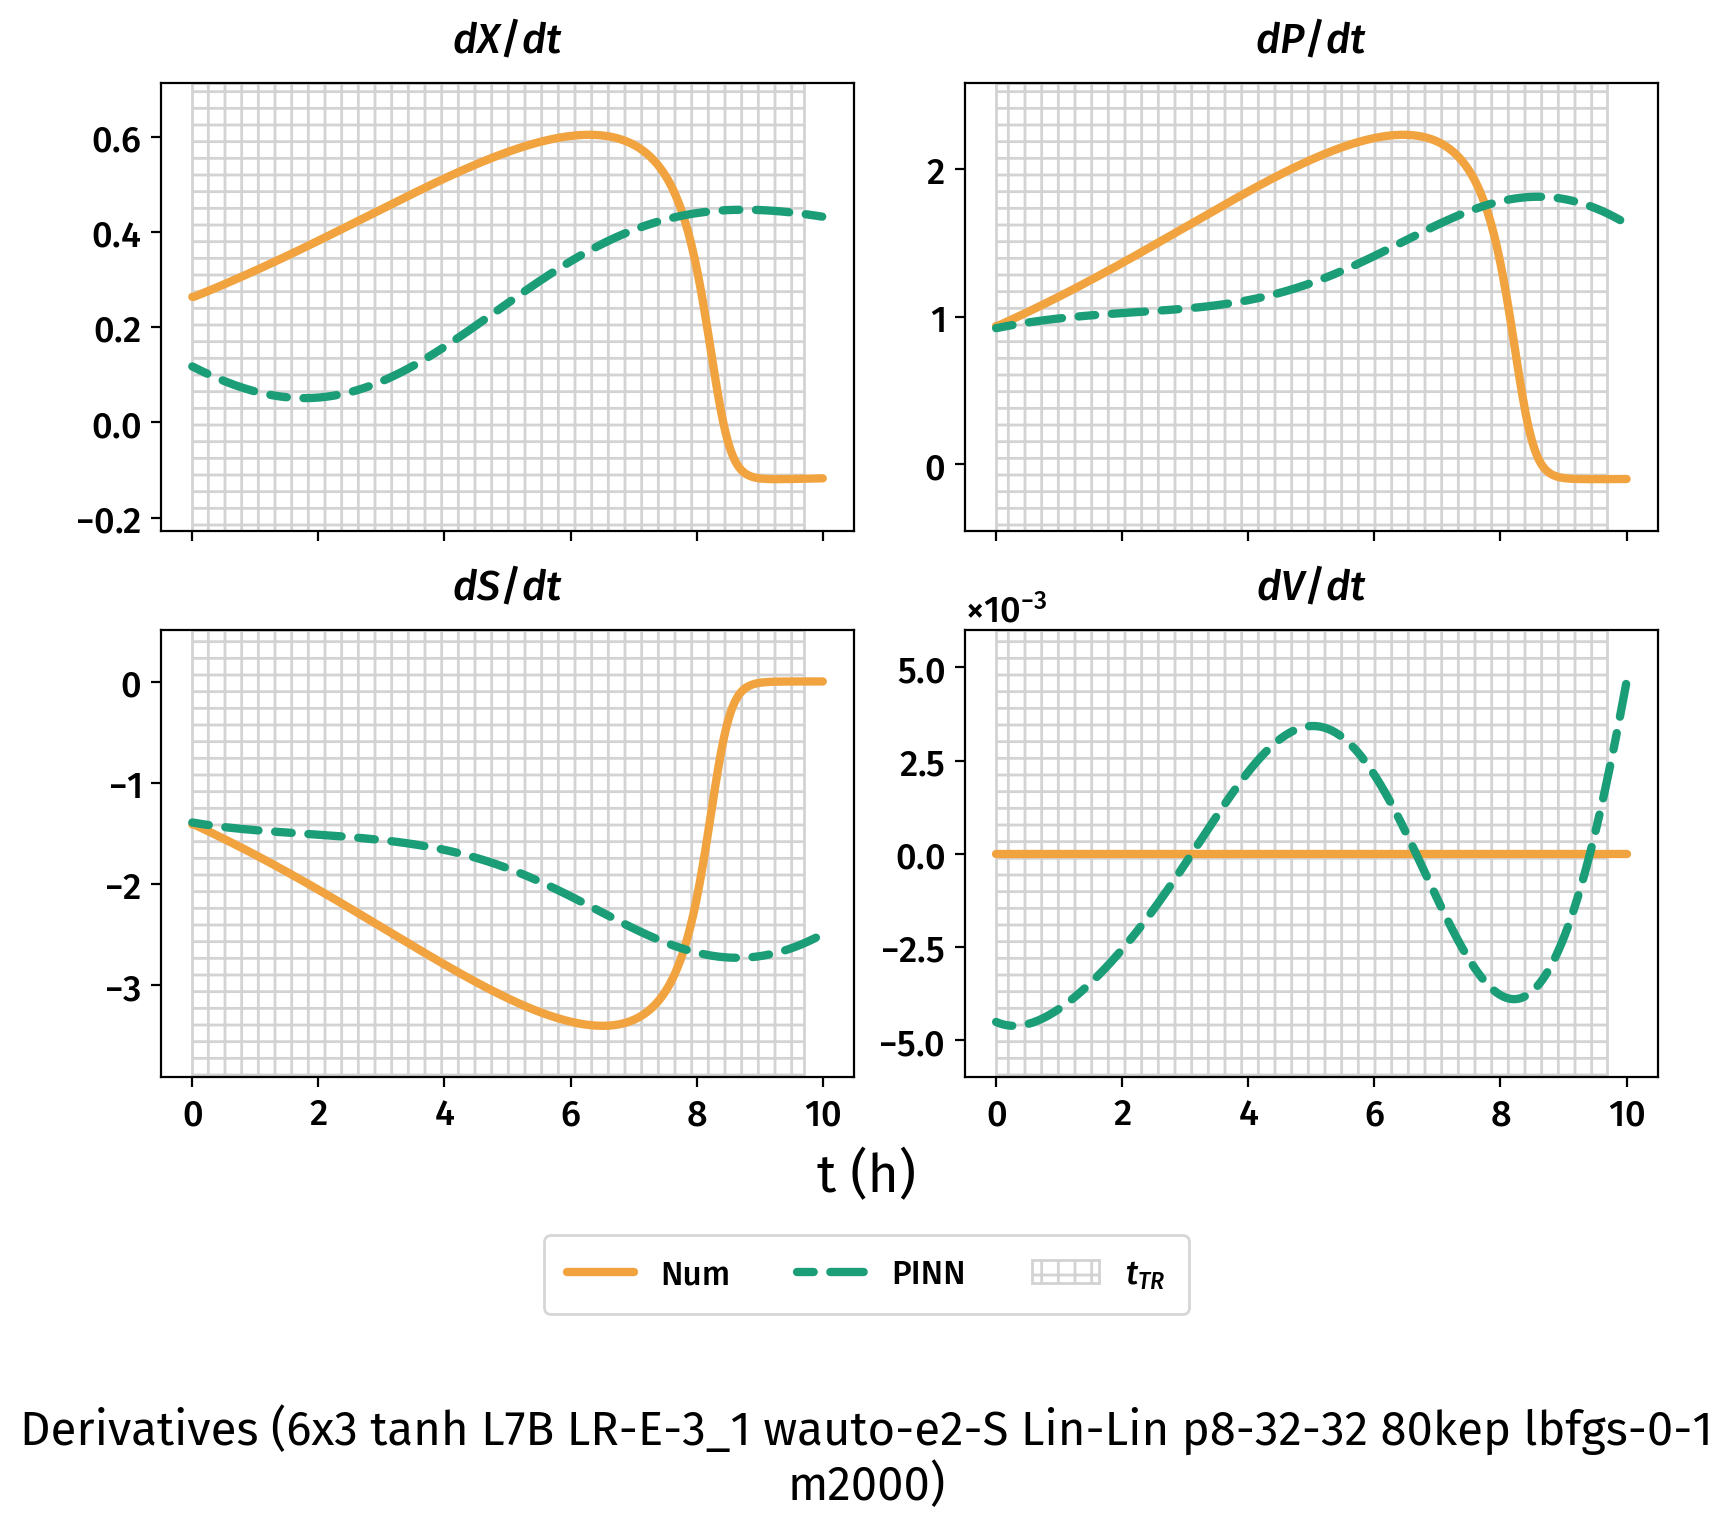 dX/dt
dP/dt
0.6
0.4
0.2
0.0
−0.2
2
1
0
dS/dt
dV/dt
×10⁻³
0
−1
−2
−3
5.0
2.5
0.0
−2.5
−5.0
0 2 4 6 8 10
0 2 4 6 8 10
t (h)
Num PINN t_TR
Derivatives (6x3 tanh L7B LR-E-3_1 wauto-e2-S Lin-Lin p8-32-32 80kep lbfgs-0-1
m2000)